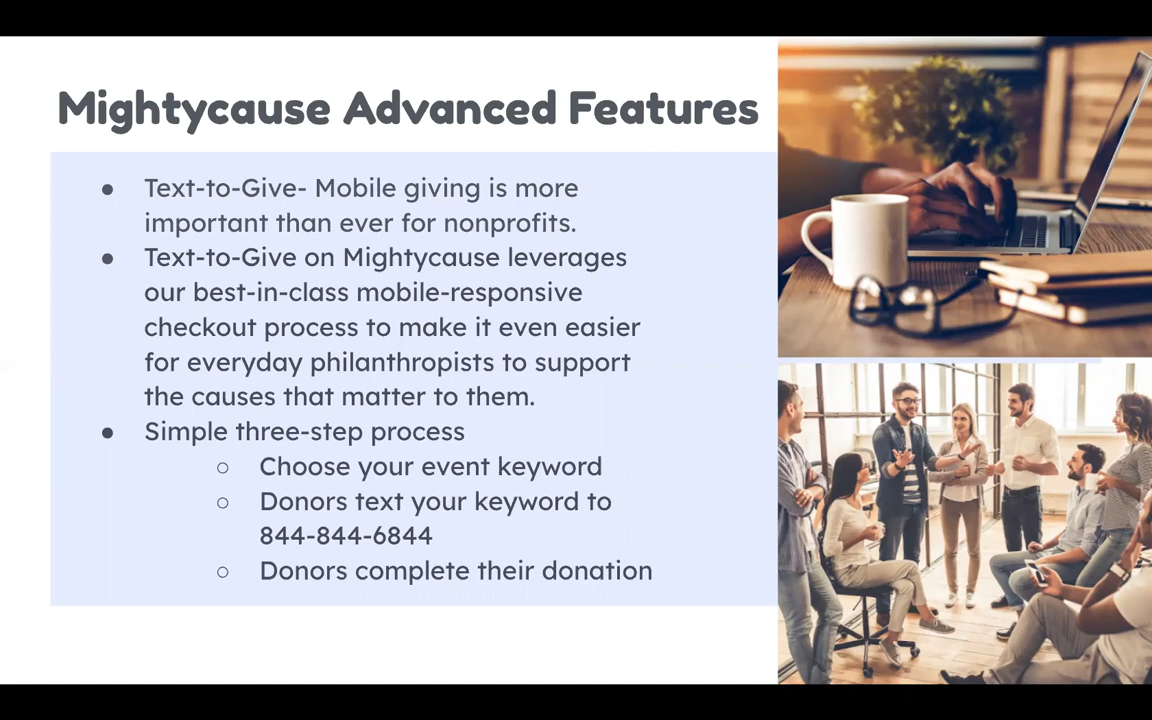 Mightycause Advanced Features
● Text-to-Give- Mobile giving is more
important than ever for nonprofits.
● Text-to-Give on Mightycause leverages
our best-in-class mobile-responsive
checkout process to make it even easier
for everyday philanthropists to support
the causes that matter to them.
● Simple three-step process
○ Choose your event keyword
○ Donors text your keyword to
844-844-6844
○ Donors complete their donation